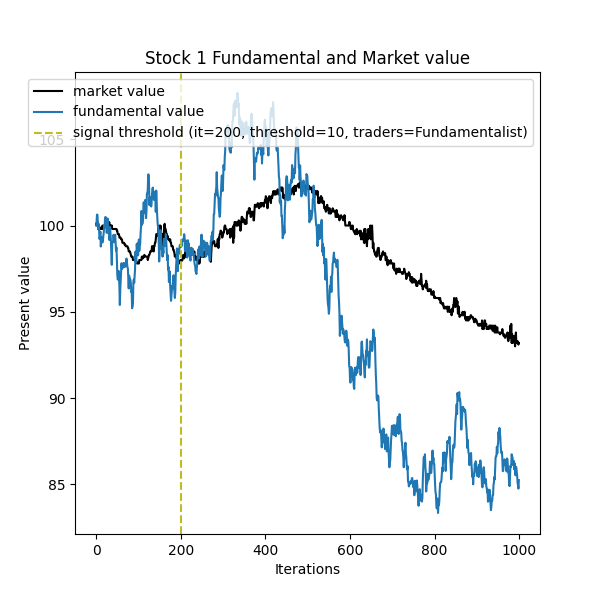 Stock 1 Fundamental and Market value
market value
fundamental value
signal threshold (it=200, threshold=10, traders=Fundamentalist)
105
100
95
90
85
Present value
0 200 400 600 800 1000
Iterations